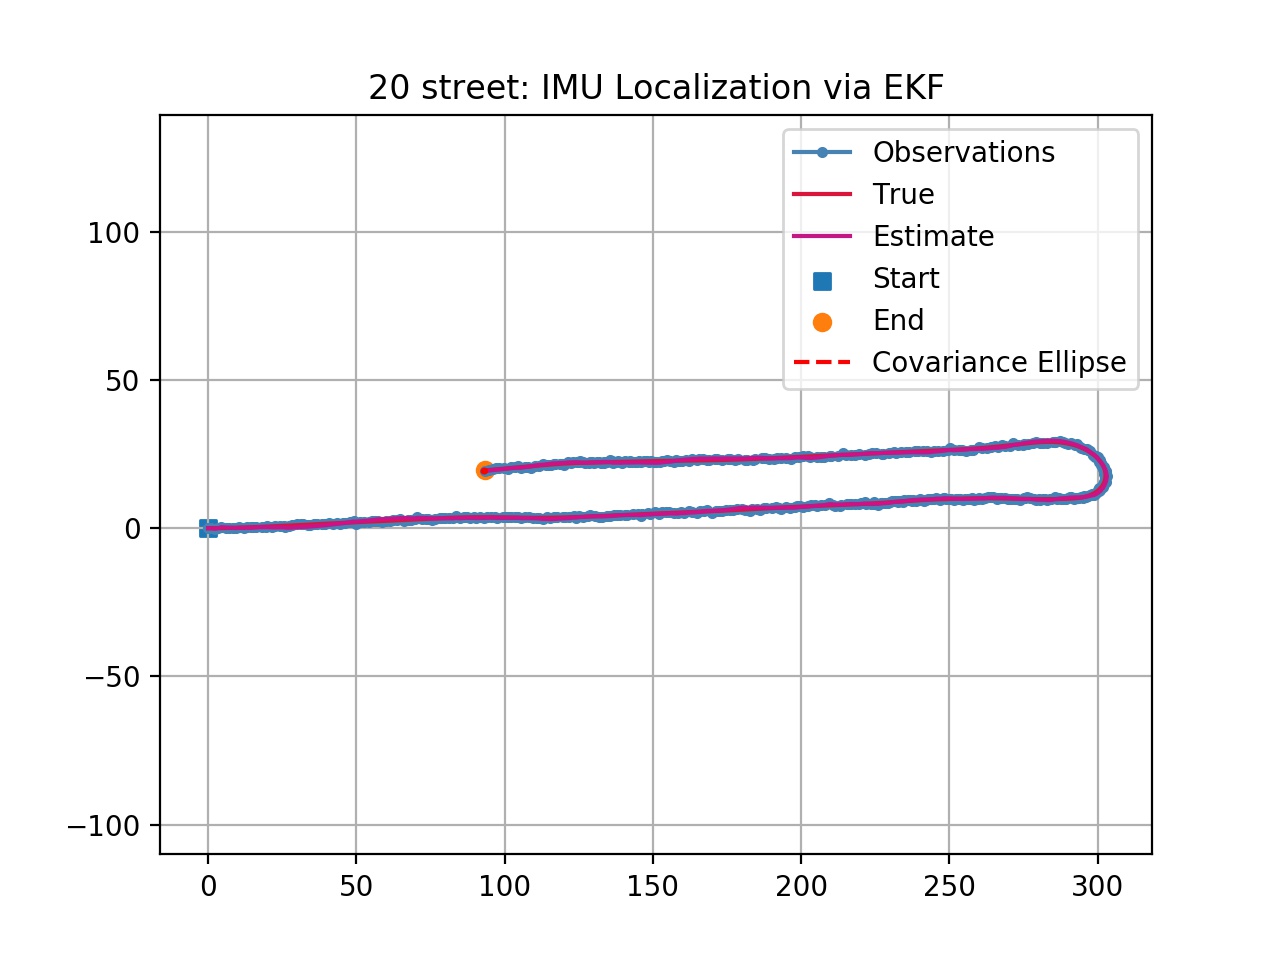 20 street: IMU Localization via EKF
Observations
True
Estimate
Start
End
Covariance Ellipse
100
50
0
−50
−100
0 50 100 150 200 250 300